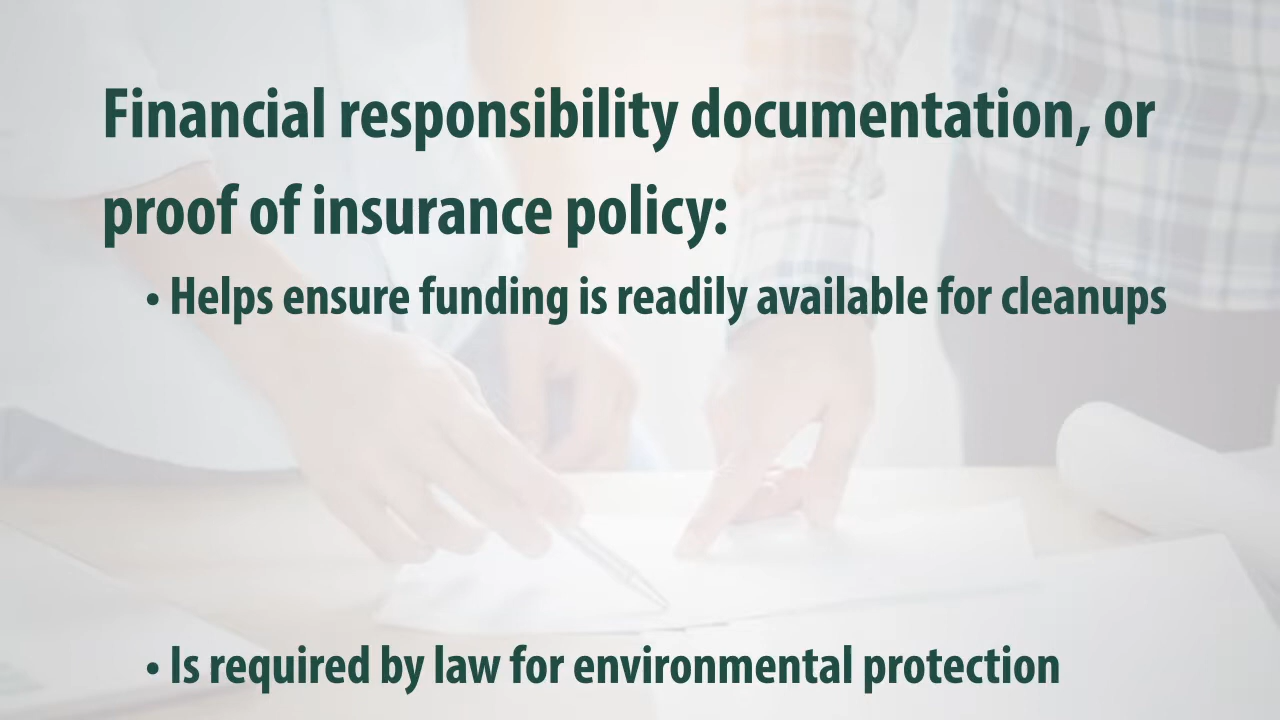 Financial responsibility documentation, or
proof of insurance policy:
• Helps ensure funding is readily available for cleanups
• Is required by law for environmental protection